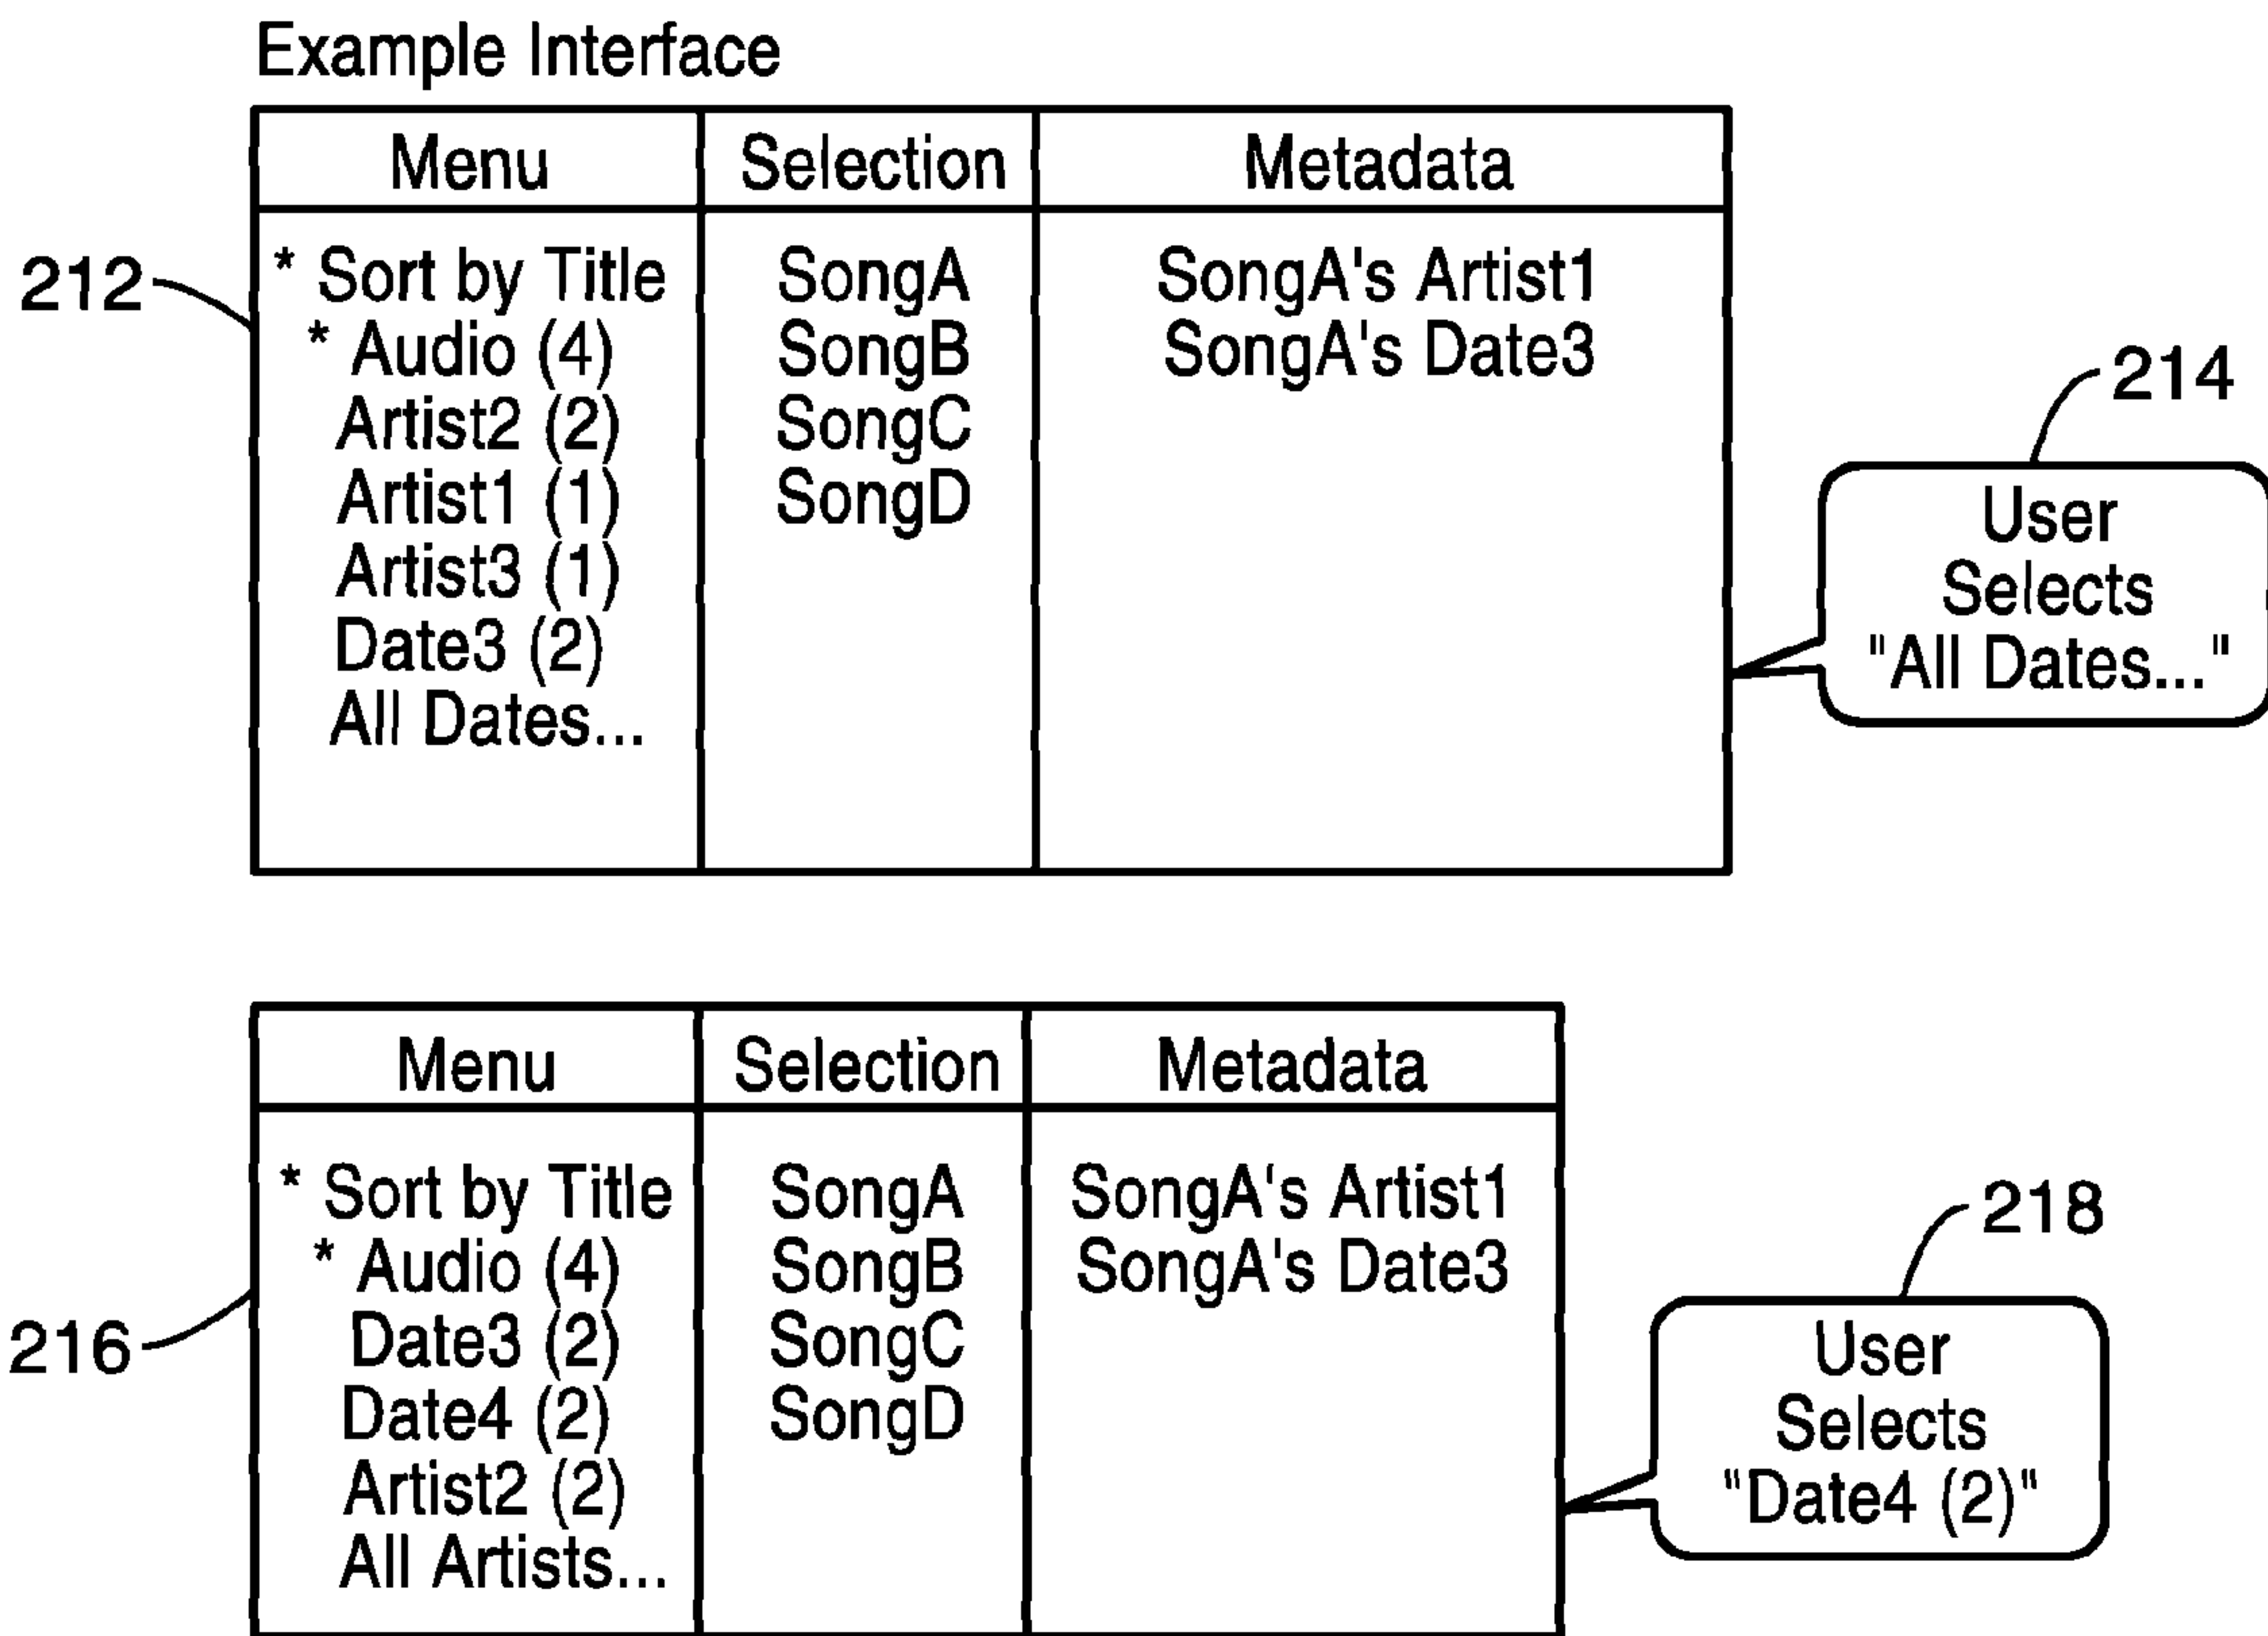 Example Interface
Menu Selection Metadata
212
* Sort by Title SongA SongA's Artist1
* Audio (4) SongB SongA's Date3
Artist2 (2) SongC
Artist1 (1) SongD
Artist3 (1)
Date3 (2)
All Dates...
214
User
Selects
"All Dates..."
Menu Selection Metadata
216
* Sort by Title SongA SongA's Artist1
* Audio (4) SongB SongA's Date3
Date3 (2) SongC
Date4 (2) SongD
Artist2 (2)
All Artists...
218
User
Selects
"Date4 (2)"